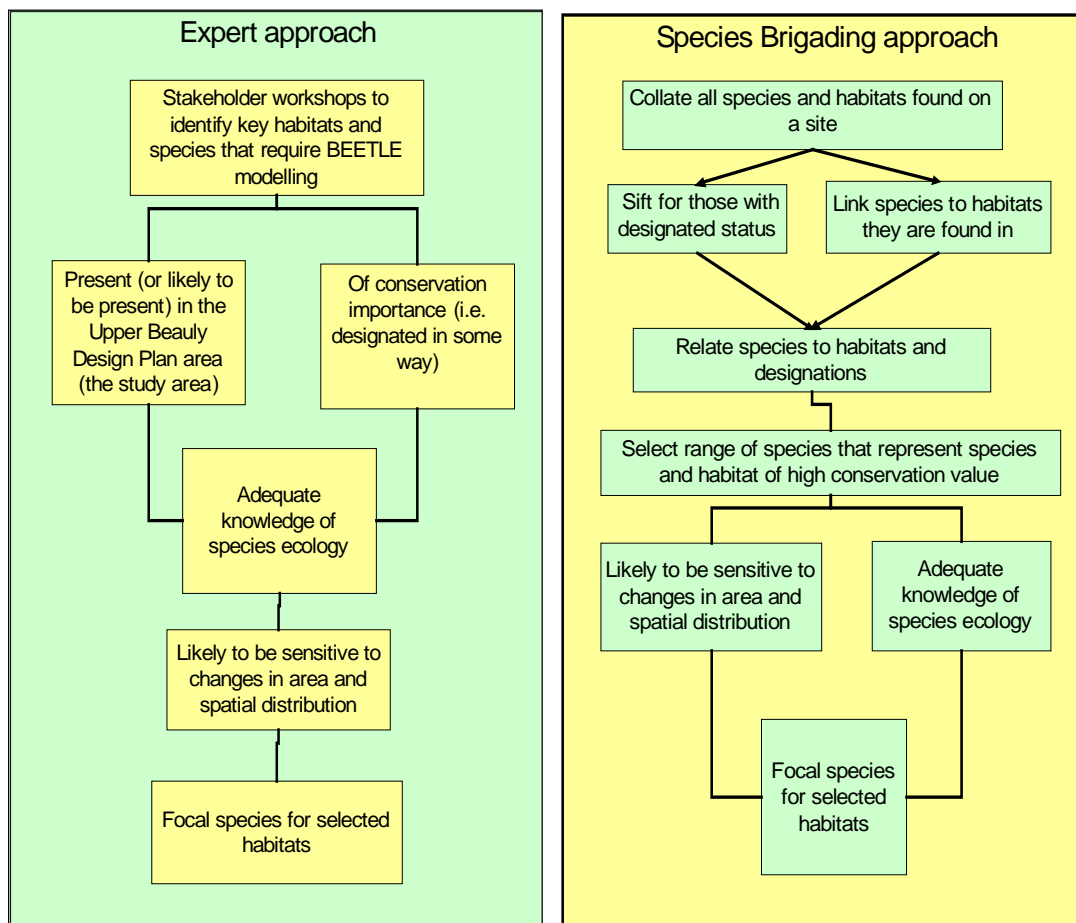 Expert approach
Stakeholder workshops to
identify key habitats and
species that require BEETLE
modelling
Present (or likely to
be present) in the
Upper Beauly
Design Plan area
(the study area)
Of conservation
importance (i.e.
designated in some
way)
Adequate
knowledge of
species ecology
Likely to be sensitive to
changes in area and
spatial distribution
Focal species for selected
habitats
Species Brigading approach
Collate all species and habitats found on
a site
Sift for those with
designated status
Link species to habitats
they are found in
Relate species to habitats and
designations
Select range of species that represent species
and habitat of high conservation value
Likely to be sensitive to
changes in area and
spatial distribution
Adequate
knowledge of
species ecology
Focal species
for selected
habitats